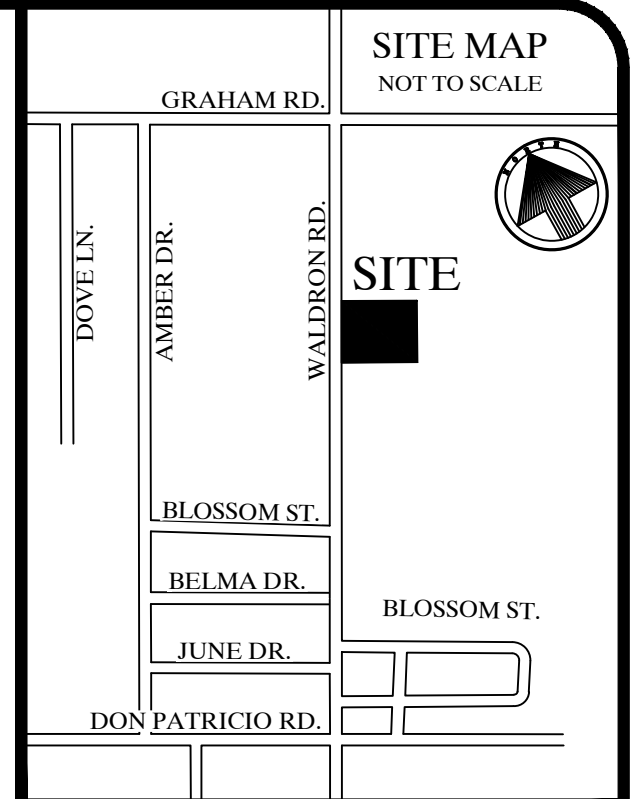 SITE MAP
NOT TO SCALE
GRAHAM RD.
NORTH
DOVE LN.
AMBER DR.
WALDRON RD.
SITE
BLOSSOM ST.
BELMA DR.
BLOSSOM ST.
JUNE DR.
DON PATRICIO RD.